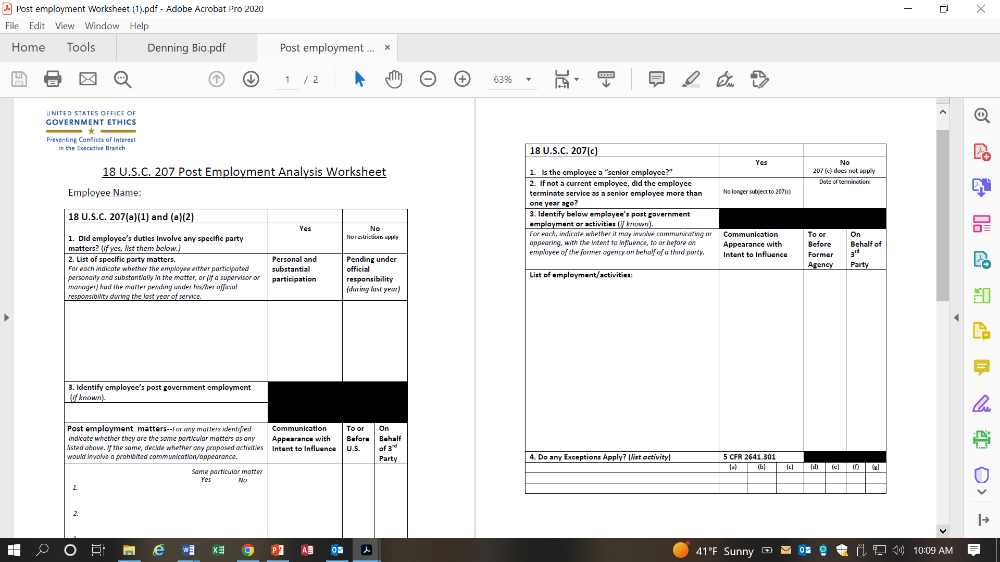 Post employment Worksheet (1).pdf - Adobe Acrobat Pro 2020
File Edit View Window Help
Home Tools Denning Bio.pdf Post employment ...
1 / 2 63%
UNITED STATES OFFICE OF
GOVERNMENT ETHICS
Preventing Conflicts of Interest
in the Executive Branch
18 U.S.C. 207 Post Employment Analysis Worksheet
Employee Name:
18 U.S.C. 207(a)(1) and (a)(2)
Yes
No
No restrictions apply
1. Did employee's duties involve any specific party
matters? (If yes, list them below.)
2. List of specific party matters.
For each indicate whether the employee either participated
personally and substantially in the matter, or (if a supervisor or
manager) had the matter pending under his/her official
responsibility during the last year of service.
Personal and
substantial
participation
Pending under
official
responsibility
(during last year)
3. Identify employee's post government employment
(if known).
Post employment matters--For any matters identified
indicate whether they are the same particular matters as any
listed above. If the same, decide whether any proposed activities
would involve a prohibited communication/appearance.
Communication
Appearance with
Intent to Influence
To or
Before
U.S.
On
Behalf
of 3rd
Party
Same particular matter
Yes No
1.
2.
18 U.S.C. 207(c)
1. Is the employee a "senior employee?"
Yes
No
207 (c) does not apply
2. If not a current employee, did the employee
terminate service as a senior employee more than
one year ago?
No longer subject to 207(c)
Date of termination:
3. Identify below employee's post government
employment or activities (if known).
For each, indicate whether it may involve communicating or
appearing, with the intent to influence, to or before an
employee of the former agency on behalf of a third party.
Communication
Appearance with
Intent to Influence
To or
Before
Former
Agency
On
Behalf of
3rd
Party
List of employment/activities:
4. Do any Exceptions Apply? (list activity)
5 CFR 2641.301
(a) (b) (c) (d) (e) (f) (g)
41°F Sunny
10:09 AM